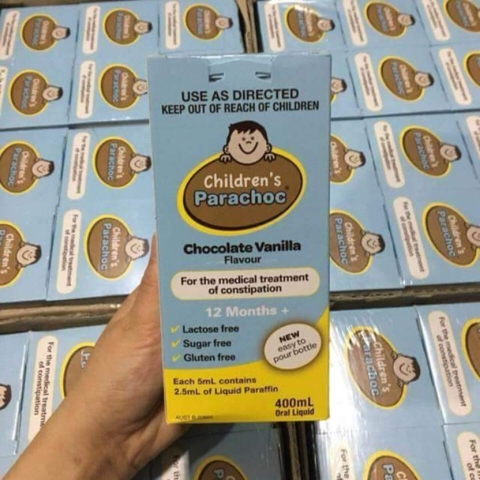 USE AS DIRECTED
KEEP OUT OF REACH OF CHILDREN
Children's
Parachoc
Chocolate Vanilla
Flavour
For the medical treatment
of constipation
12 Months +
Lactose free
Sugar free
Gluten free
NEW
easy to
pour bottle
Each 5mL contains
2.5mL of Liquid Paraffin
400mL
Oral Liquid